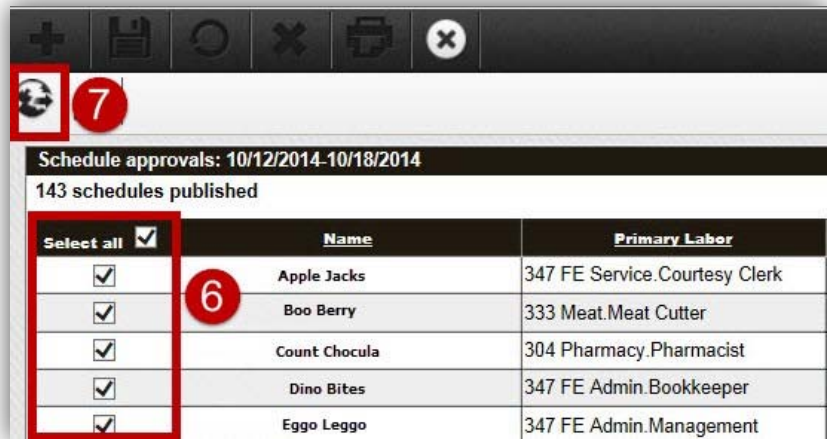 7
Schedule approvals: 10/12/2014-10/18/2014
143 schedules published
Select all Name Primary Labor
6
Apple Jacks 347 FE Service.Courtesy Clerk
Boo Berry 333 Meat.Meat Cutter
Count Chocula 304 Pharmacy.Pharmacist
Dino Bites 347 FE Admin.Bookkeeper
Eggo Leggo 347 FE Admin.Management